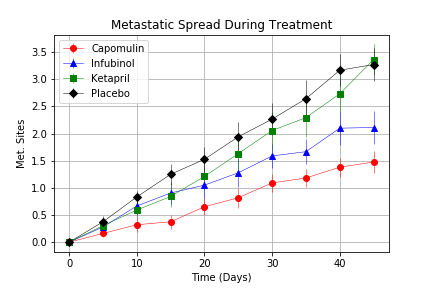 Metastatic Spread During Treatment
Capomulin
Infubinol
Ketapril
Placebo
3.5
3.0
2.5
2.0
1.5
1.0
0.5
0.0
Met. Sites
0 10 20 30 40
Time (Days)